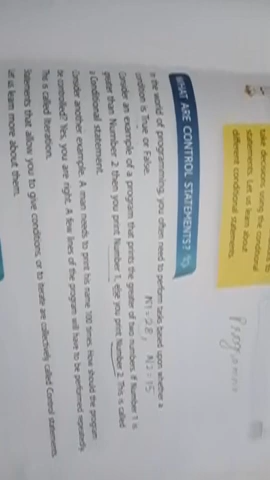 take decisions using the conditional
statements. Let us learn about
different conditional statements.
Program
WHAT ARE CONTROL STATEMENTS?
In the world of programming, you often need to perform tasks based upon whether a
condition is True or False.
N1 = 28, N2 = 15
Consider an example of a program that prints the greater of two numbers. If Number 1 is
greater than Number 2 then you print Number 1, else you print Number 2. This is called
a Conditional statement.
Consider another example. A man needs to print his name 100 times. How should the program
be controlled? Yes, you are right. A few lines of the program will have to be performed repeatedly.
This is called Iteration.
Statements that allow you to give conditions, or to iterate are collectively called Control statements.
Let us learn more about them.